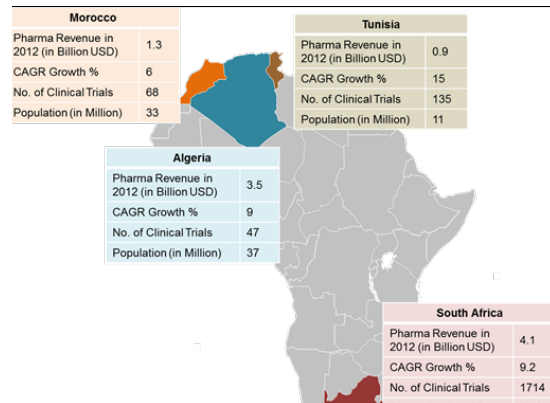 Morocco
Pharma Revenue in
2012 (in Billion USD) 1.3
CAGR Growth % 6
No. of Clinical Trials 68
Population (in Million) 33
Tunisia
Pharma Revenue in
2012 (in Billion USD) 0.9
CAGR Growth % 15
No. of Clinical Trials 135
Population (in Million) 11
Algeria
Pharma Revenue in
2012 (in Billion USD) 3.5
CAGR Growth % 9
No. of Clinical Trials 47
Population (in Million) 37
South Africa
Pharma Revenue in
2012 (in Billion USD) 4.1
CAGR Growth % 9.2
No. of Clinical Trials 1714